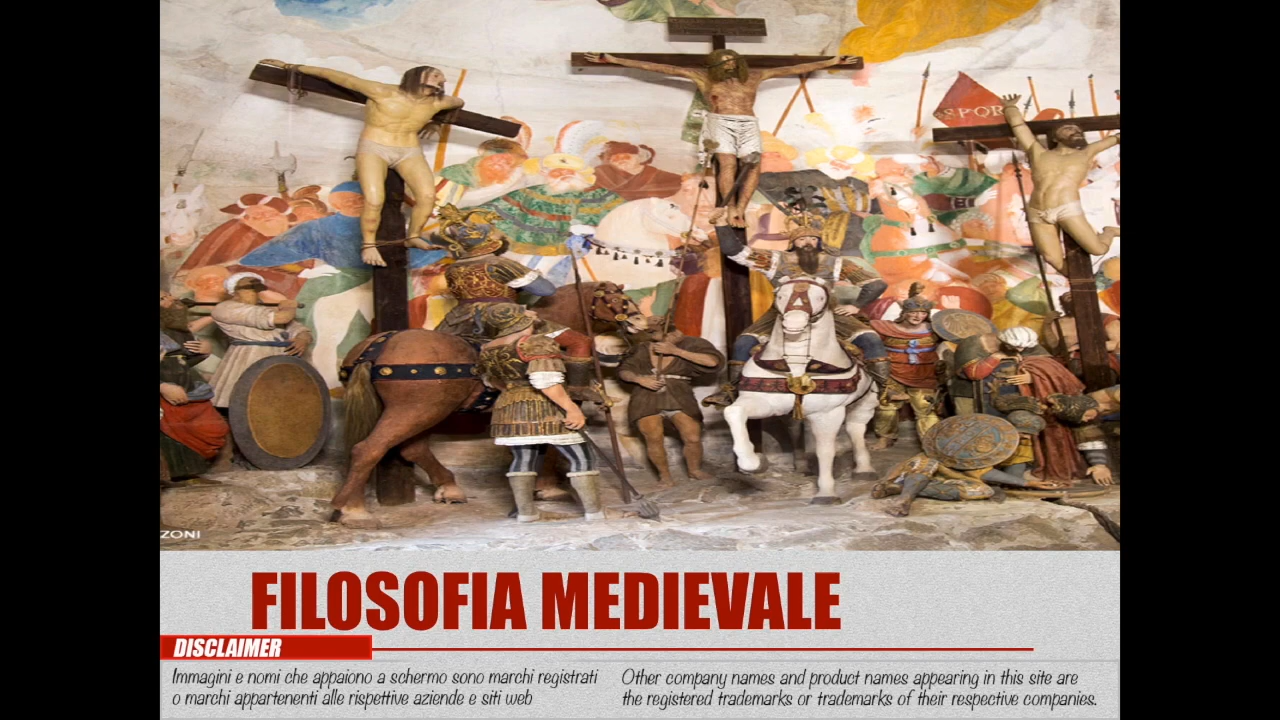 SPQR
ZONI
FILOSOFIA MEDIEVALE
DISCLAIMER
Immagini e nomi che appaiono a schermo sono marchi registrati
o marchi appartenenti alle rispettive aziende e siti web
Other company names and product names appearing in this site are
the registered trademarks or trademarks of their respective companies.